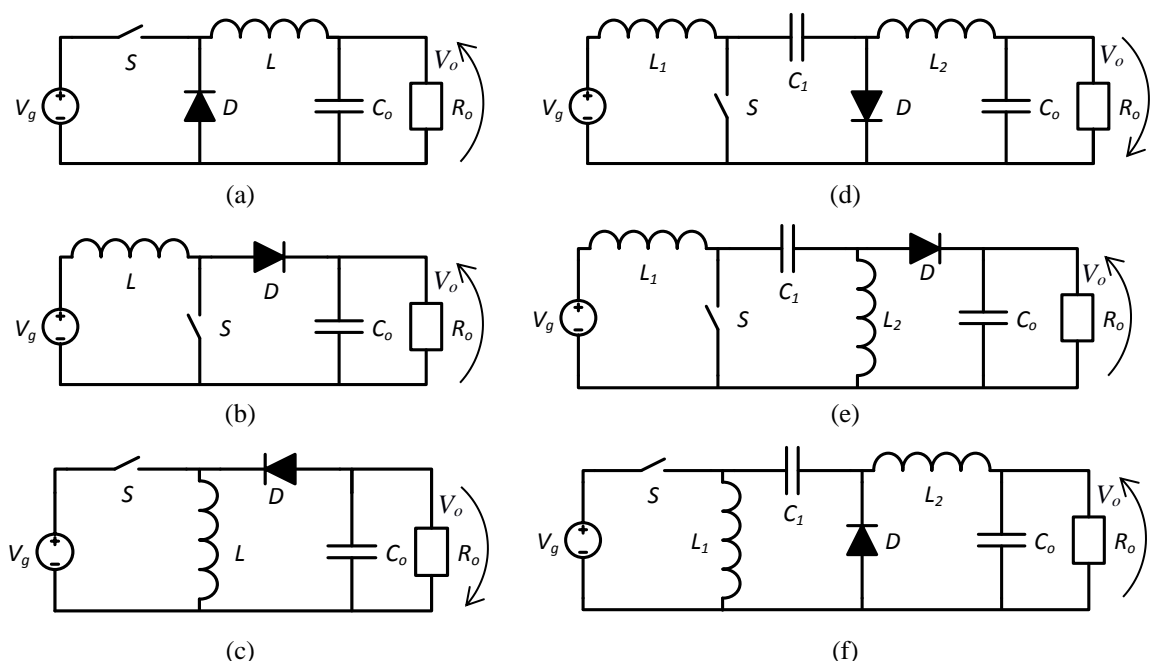 S
L
V_o
V_g
+
−
D
C_o
R_o
(a)
L
V_o
V_g
+
−
D
S
C_o
R_o
(b)
S
D
V_o
V_g
+
−
L
C_o
R_o
(c)
L_1
C_1
L_2
V_o
V_g
+
−
S
D
C_o
R_o
(d)
L_1
C_1
D
V_o
V_g
+
−
S
L_2
C_o
R_o
(e)
S
C_1
L_2
V_o
V_g
+
−
L_1
D
C_o
R_o
(f)